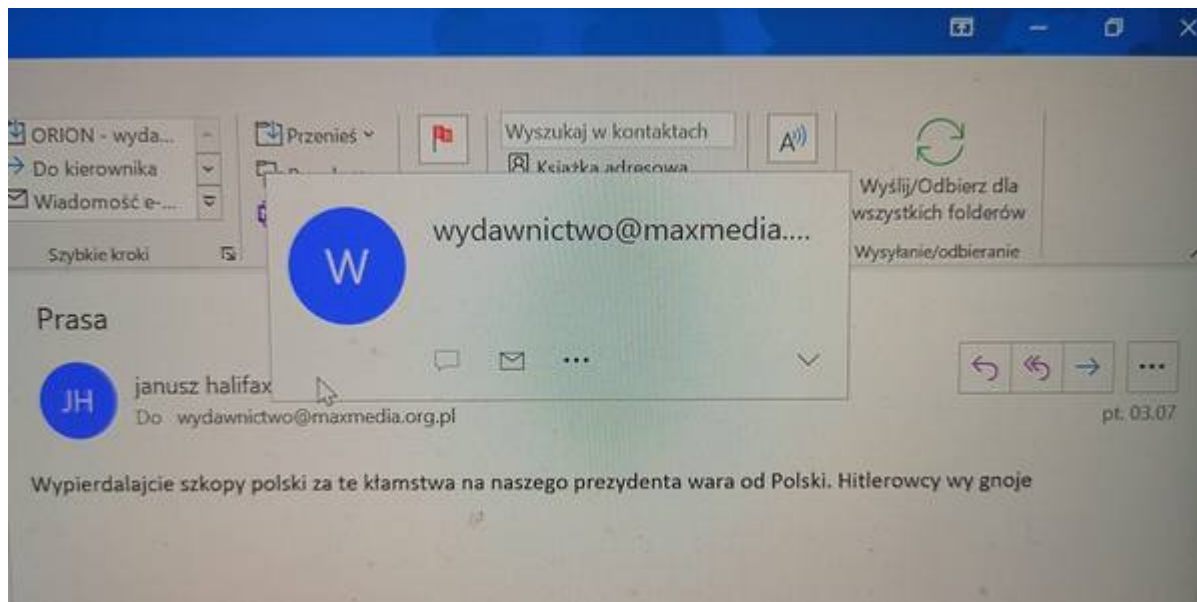 ORION - wyda...
Do kierownika
Wiadomość e-...
Szybkie kroki
Przenieś
Wyszukaj w kontaktach
Książka adresowa
A
Wyślij/Odbierz dla
wszystkich folderów
Wysyłanie/odbieranie
W
wydawnictwo@maxmedia....
Prasa
JH
janusz halifax
Do wydawnictwo@maxmedia.org.pl
pt. 03.07
Wypierdalajcie szkopy polski za te kłamstwa na naszego prezydenta wara od Polski. Hitlerowcy wy gnoje